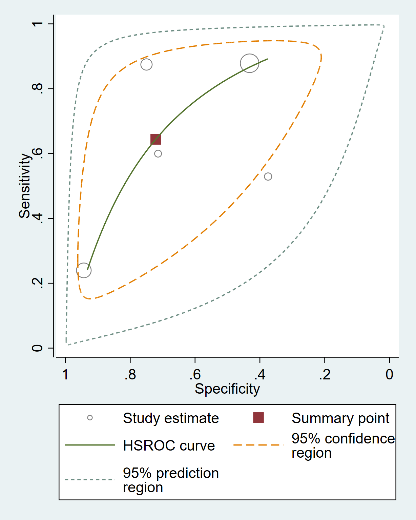 1
.8
.6
.4
.2
0
Sensitivity
1 .8 .6 .4 .2 0
Specificity
Study estimate Summary point
HSROC curve 95% confidence
region
95% prediction
region